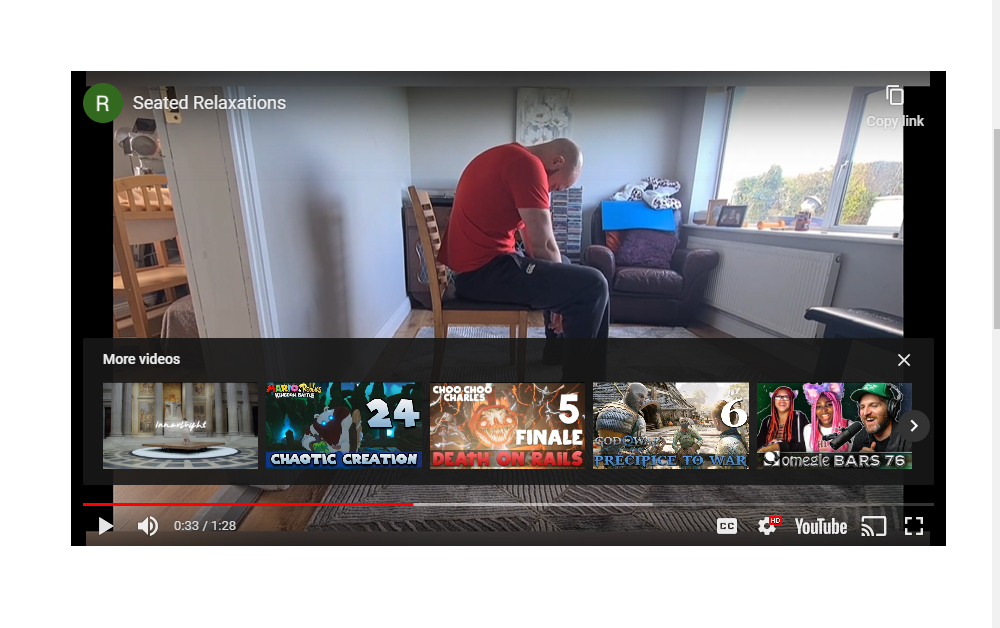 R
Seated Relaxations
Copy link
More videos
MARIO + Rabbids
KINGDOM BATTLE
24
CHAOTIC CREATION
CHOO-CHOO
CHARLES
5
FINALE
DEATH ON RAILS
GOD OF WAR
6
PRECIPICE TO WAR
omegle BARS 76
0:33 / 1:28
CC
HD
YouTube